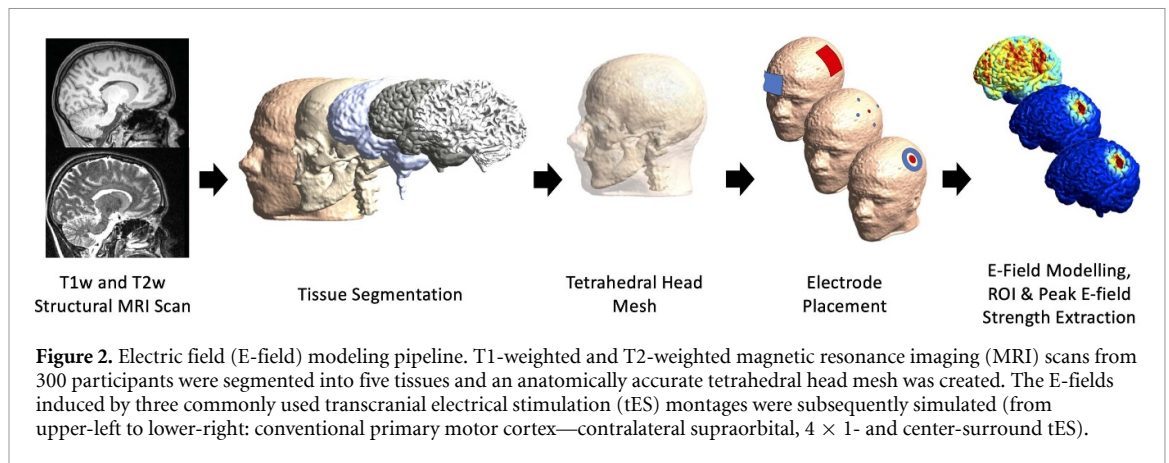 T1w and T2w
Structural MRI Scan
Tissue Segmentation
Tetrahedral Head
Mesh
Electrode
Placement
E-Field Modelling,
ROI & Peak E-field
Strength Extraction
Figure 2. Electric field (E-field) modeling pipeline. T1-weighted and T2-weighted magnetic resonance imaging (MRI) scans from
300 participants were segmented into five tissues and an anatomically accurate tetrahedral head mesh was created. The E-fields
induced by three commonly used transcranial electrical stimulation (tES) montages were subsequently simulated (from
upper-left to lower-right: conventional primary motor cortex—contralateral supraorbital, 4 × 1- and center-surround tES).